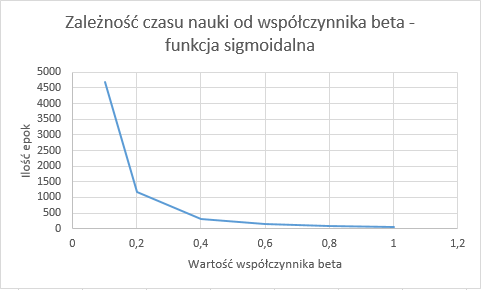 Zależność czasu nauki od współczynnika beta -
funkcja sigmoidalna
5000
4500
4000
3500
3000
2500
2000
1500
1000
500
0
Ilość epok
0 0,2 0,4 0,6 0,8 1 1,2
Wartość współczynnika beta